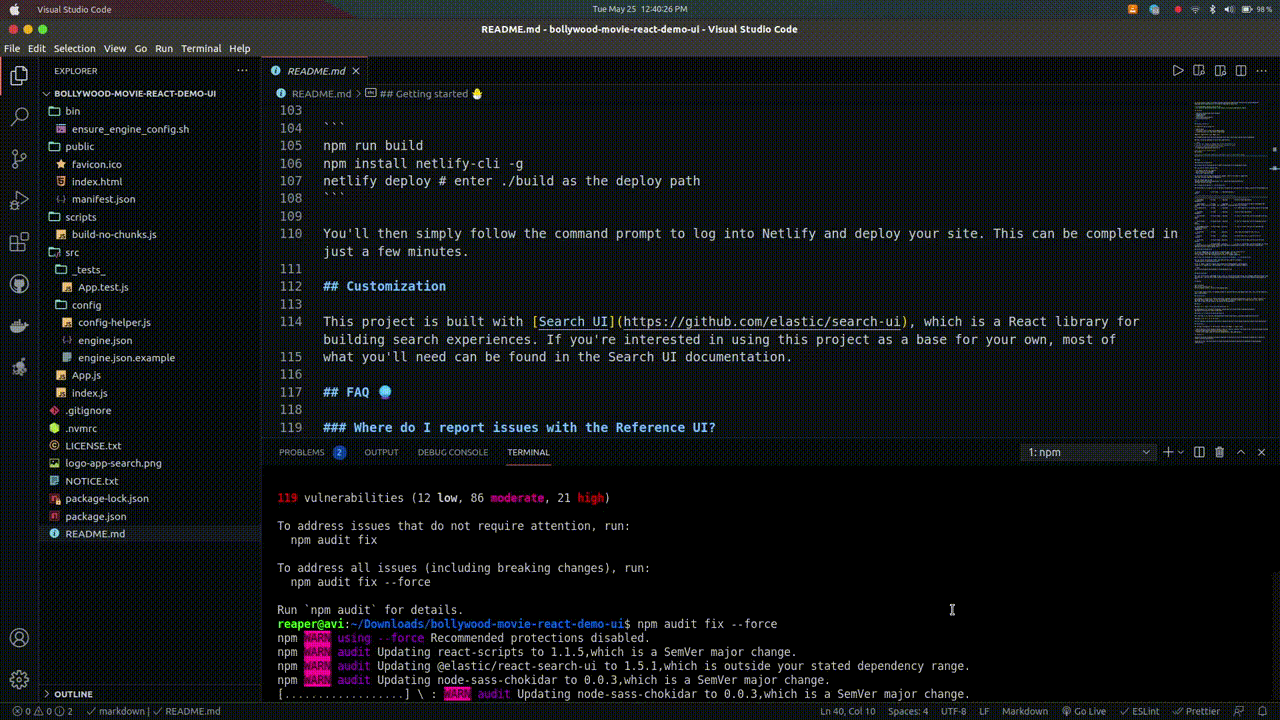 Visual Studio Code
Tue May 25 12:40:26 PM
98 %
README.md - bollywood-movie-react-demo-ui - Visual Studio Code
File Edit Selection View Go Run Terminal Help
EXPLORER
BOLLYWOOD-MOVIE-REACT-DEMO-UI
bin
ensure_engine_config.sh
public
favicon.ico
index.html
manifest.json
scripts
build-no-chunks.js
src
_tests_
App.test.js
config
config-helper.js
engine.json
engine.json.example
App.js
index.js
.gitignore
.nvmrc
LICENSE.txt
logo-app-search.png
NOTICE.txt
package-lock.json
package.json
README.md
OUTLINE
README.md
README.md > ## Getting started 🐥
103
104 ```
105 npm run build
106 npm install netlify-cli -g
107 netlify deploy # enter ./build as the deploy path
108 ```
109
110 You'll then simply follow the command prompt to log into Netlify and deploy your site. This can be completed in
just a few minutes.
111
112 ## Customization
113
114 This project is built with [Search UI](https://github.com/elastic/search-ui), which is a React library for
building search experiences. If you're interested in using this project as a base for your own, most of
115 what you'll need can be found in the Search UI documentation.
116
117 ## FAQ 🔮
118
119 ### Where do I report issues with the Reference UI?
PROBLEMS 2 OUTPUT DEBUG CONSOLE TERMINAL
1: npm
119 vulnerabilities (12 low, 86 moderate, 21 high)
To address issues that do not require attention, run:
npm audit fix
To address all issues (including breaking changes), run:
npm audit fix --force
Run `npm audit` for details.
reaper@avi:~/Downloads/bollywood-movie-react-demo-ui$ npm audit fix --force
npm WARN using --force Recommended protections disabled.
npm WARN audit Updating react-scripts to 1.1.5,which is a SemVer major change.
npm WARN audit Updating @elastic/react-search-ui to 1.5.1,which is outside your stated dependency range.
npm WARN audit Updating node-sass-chokidar to 0.0.3,which is a SemVer major change.
[..................] \ : WARN audit Updating node-sass-chokidar to 0.0.3,which is a SemVer major change.
0 0 2 markdown | README.md
Ln 40, Col 10 Spaces: 4 UTF-8 LF Markdown Go Live ESLint Prettier